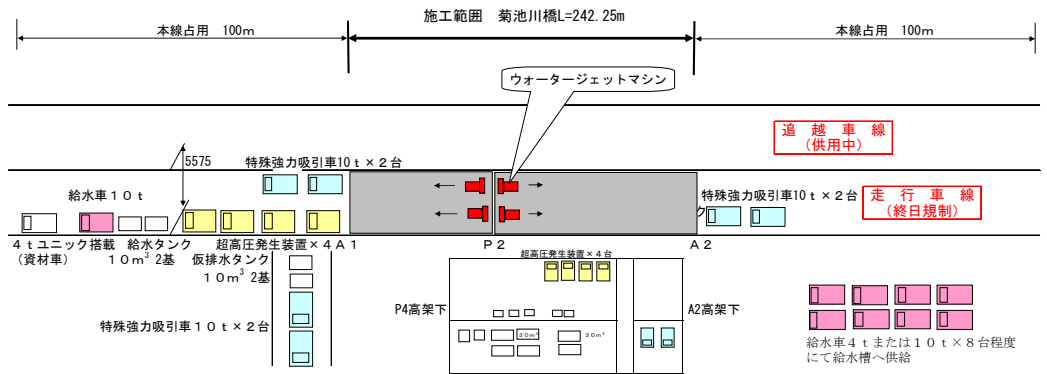 施工範囲 菊池川橋L=242.25m
本線占用 100m
本線占用 100m
ウォータージェットマシン
追越車線
(供用中)
5575
特殊強力吸引車10t×2台
給水車10t
特殊強力吸引車10t×2台
ク
走行車線
(終日規制)
4tユニック搭載
(資材車)
給水タンク
10m³ 2基
超高圧発生装置×4
A1
P2
A2
仮排水タンク
10m³ 2基
超高圧発生装置×4台
特殊強力吸引車10t×2台
P4高架下
A2高架下
30m³
30m³
給水車4tまたは10t×8台程度
にて給水槽へ供給